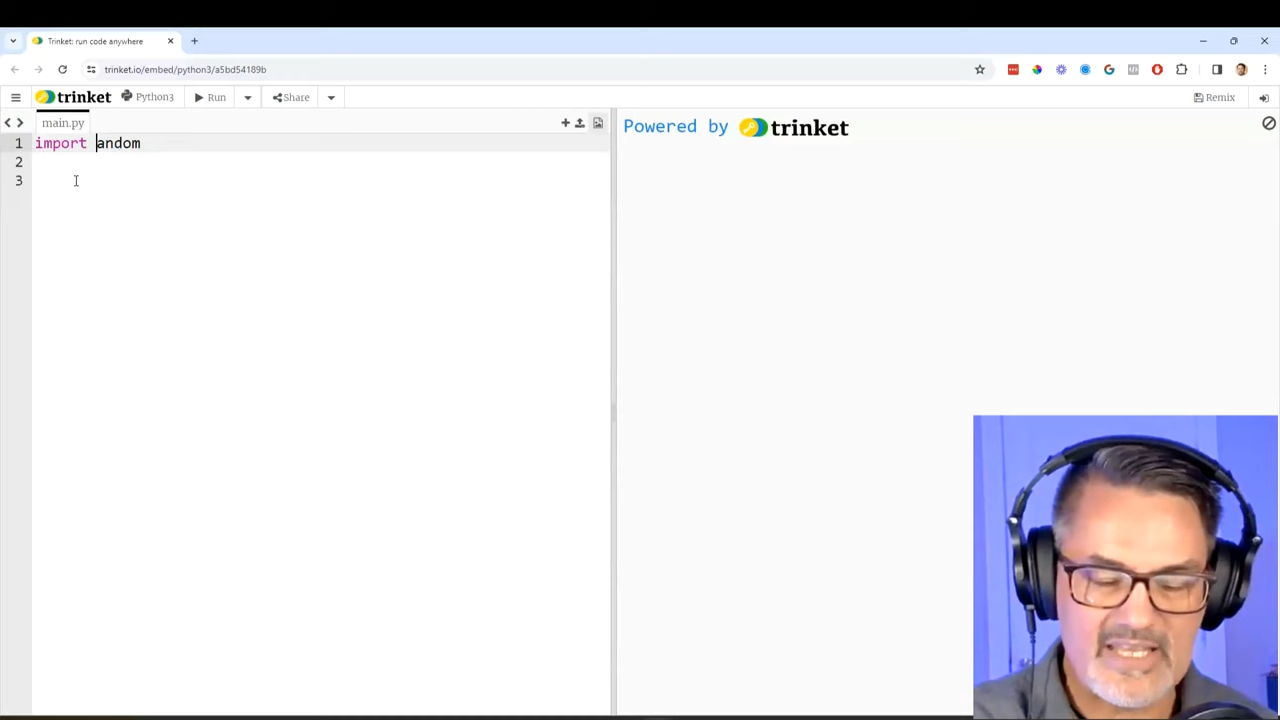 Trinket: run code anywhere
trinket.io/embed/python3/a5bd54189b
trinket Python3 Run Share Remix
main.py
1 import andom
2
3
Powered by trinket